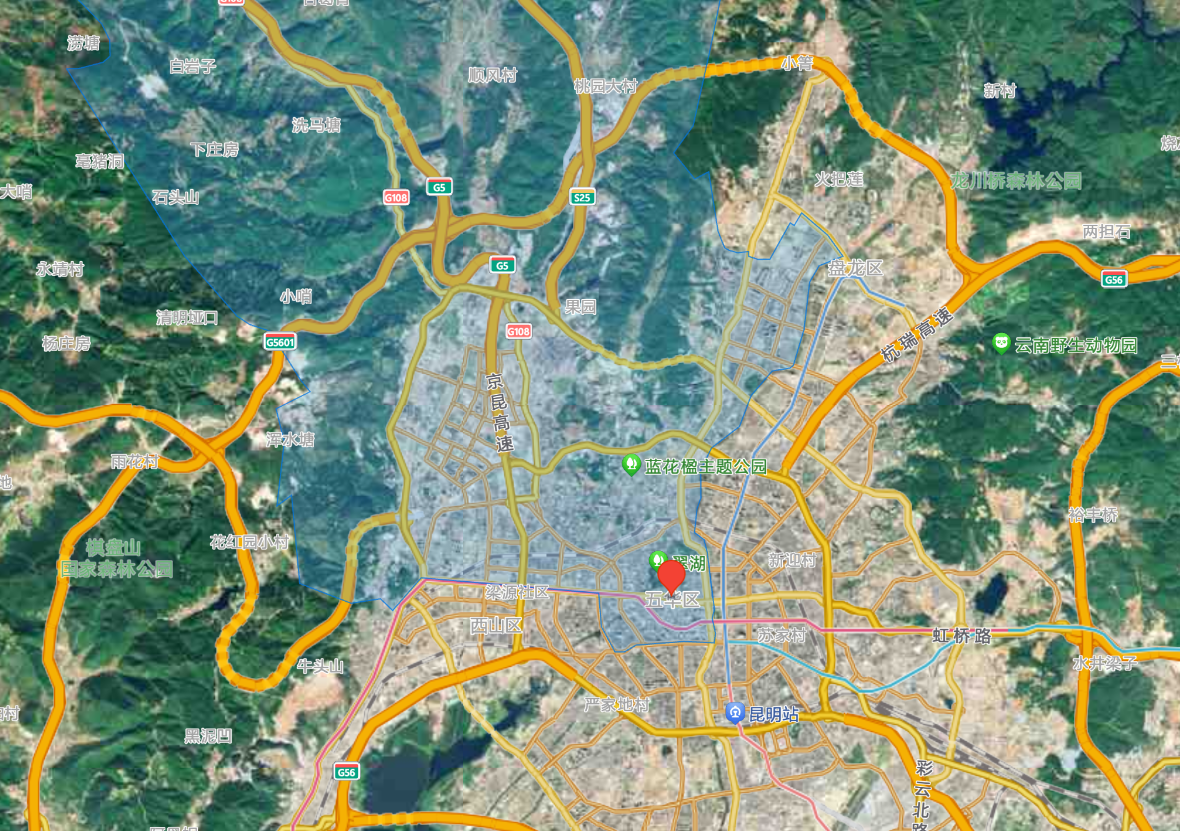 涝塘
白岩子
顺风村
桃园大村
小箐
新村
洗马塘
下庄房
大哨
石头山
G5
G108
S25
火把莲
龙川桥森林公园
两担石
永靖村
小哨
G5
盘龙区
G56
清明垭口
果园
杨庄房
G5601
G108
杭瑞高速
云南野生动物园
京昆高速
浑水塘
雨花村
蓝花楹主题公园
地
裕丰桥
花红园小村
棋盘山
国家森林公园
翠湖
新迎村
梁源社区
五华区
西山区
苏家村
虹桥路
牛头山
水井梁子
严家地村
昆明站
黑泥凹
G56
彩云北路